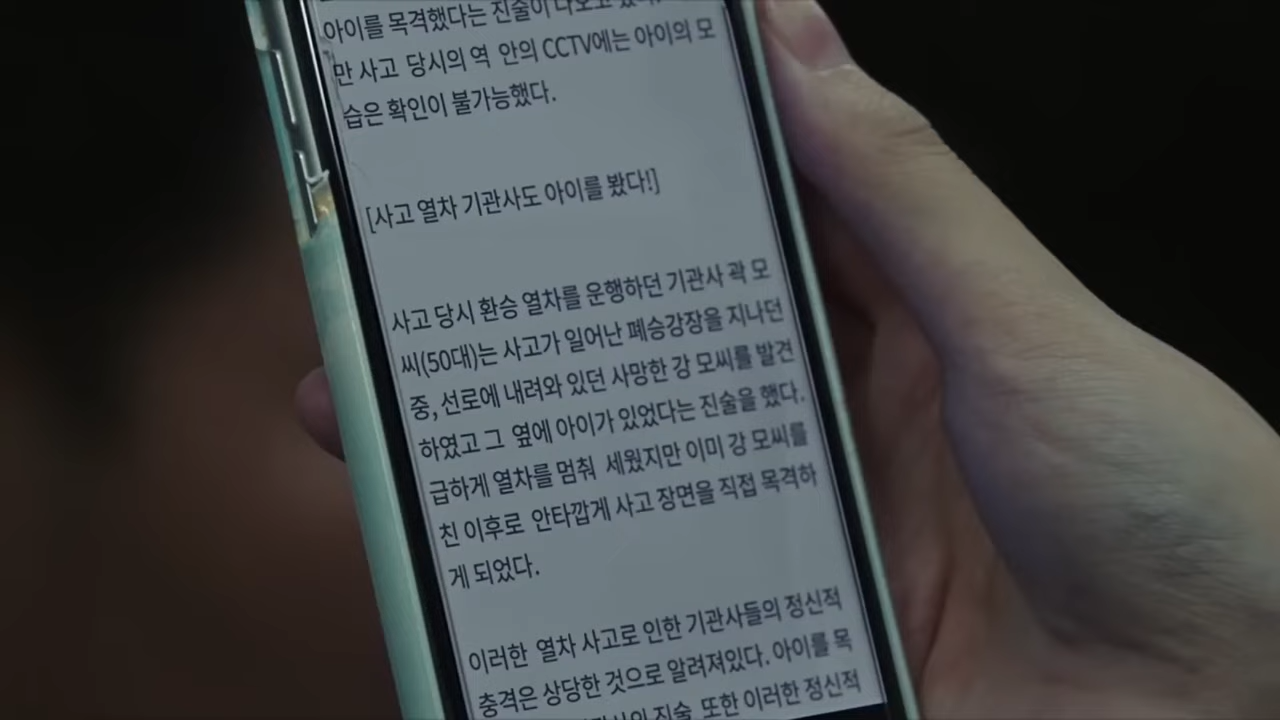 아이를 목격했다는 진술이 나오고 있다.
만 사고 당시의 역 안의 CCTV에는 아이의 모
습은 확인이 불가능했다.
[사고 열차 기관사도 아이를 봤다!]
사고 당시 환승 열차를 운행하던 기관사 곽 모
씨(50대)는 사고가 일어난 폐승강장을 지나던
중, 선로에 내려와 있던 사망한 강 모씨를 발견
하였고 그 옆에 아이가 있었다는 진술을 했다.
급하게 열차를 멈춰 세웠지만 이미 강 모씨를
친 이후로 안타깝게 사고 장면을 직접 목격하
게 되었다.
이러한 열차 사고로 인한 기관사들의 정신적
충격은 상당한 것으로 알려져있다. 아이를 목
진술 또한 이러한 정신적